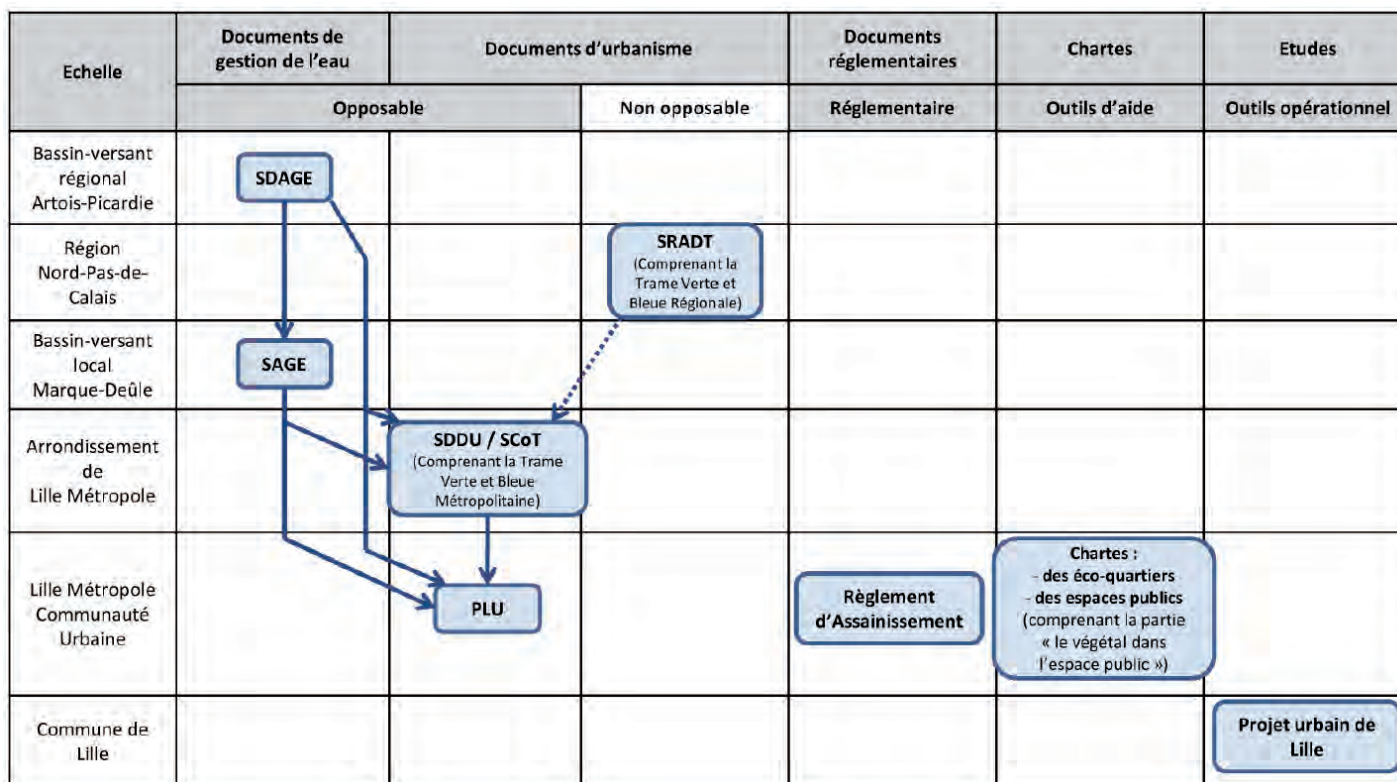 Echelle
Documents de
gestion de l'eau
Documents d'urbanisme
Documents
réglementaires
Chartes
Etudes
Opposable
Non opposable
Réglementaire
Outils d'aide
Outils opérationnel
Bassin-versant
régional
Artois-Picardie
SDAGE
Région
Nord-Pas-de-
Calais
SRADT
(Comprenant la
Trame Verte et
Bleue Régionale)
Bassin-versant
local
Marque-Deûle
SAGE
Arrondissement
de
Lille Métropole
SDDU / SCoT
(Comprenant la Trame
Verte et Bleue
Métropolitaine)
Lille Métropole
Communauté
Urbaine
PLU
Règlement
d'Assainissement
Chartes :
- des éco-quartiers
- des espaces publics
(comprenant la partie
« le végétal dans
l'espace public »)
Commune de
Lille
Projet urbain de
Lille